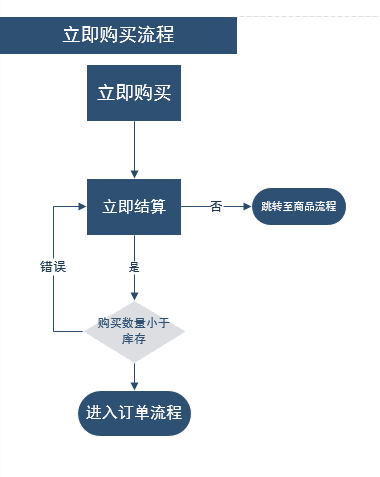 立即购买流程
立即购买
立即结算
否
跳转至商品流程
错误
是
购买数量小于
库存
进入订单流程